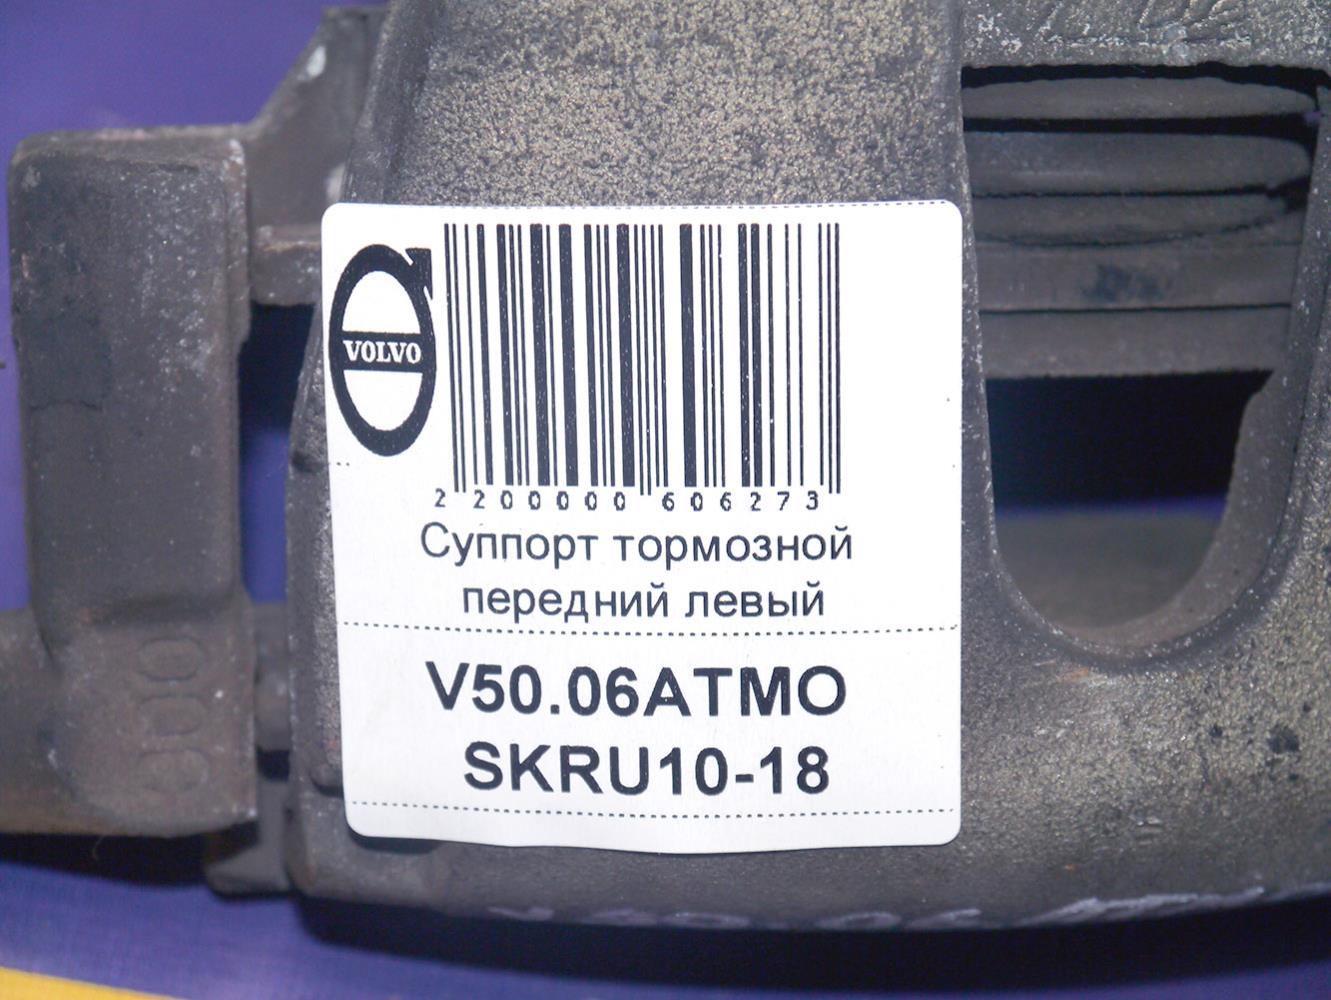 VOLVO
2 200000 606273
Суппорт тормозной
передний левый
V50.06ATMO
SKRU10-18